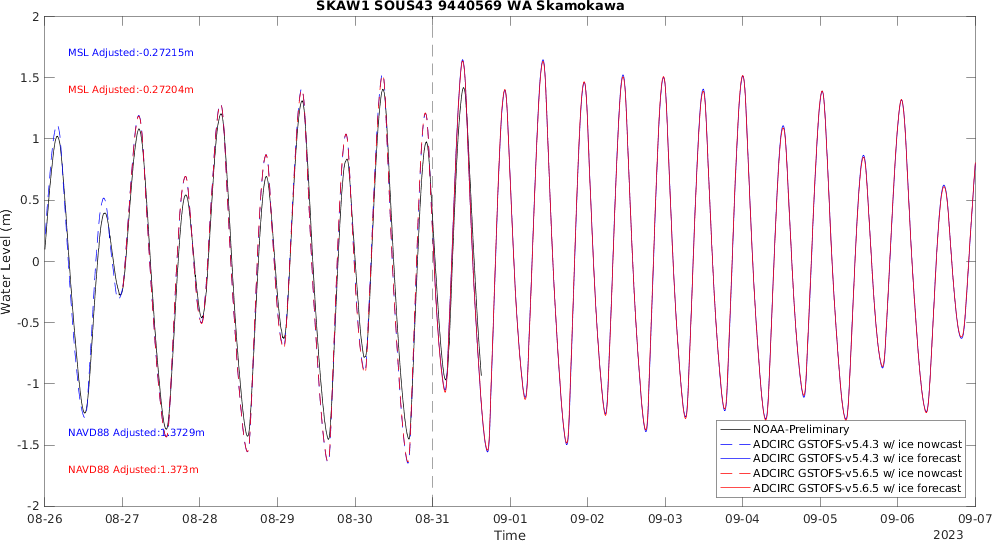 SKAW1 SOUS43 9440569 WA Skamokawa
MSL Adjusted:-0.27215m
MSL Adjusted:-0.27204m
NAVD88 Adjusted:1.3729m
NAVD88 Adjusted:1.373m
2
1.5
1
0.5
0
-0.5
-1
-1.5
-2
Water Level (m)
NOAA-Preliminary
ADCIRC GSTOFS-v5.4.3 w/ ice nowcast
ADCIRC GSTOFS-v5.4.3 w/ ice forecast
ADCIRC GSTOFS-v5.6.5 w/ ice nowcast
ADCIRC GSTOFS-v5.6.5 w/ ice forecast
08-26 08-27 08-28 08-29 08-30 08-31 09-01 09-02 09-03 09-04 09-05 09-06 09-07
Time
2023